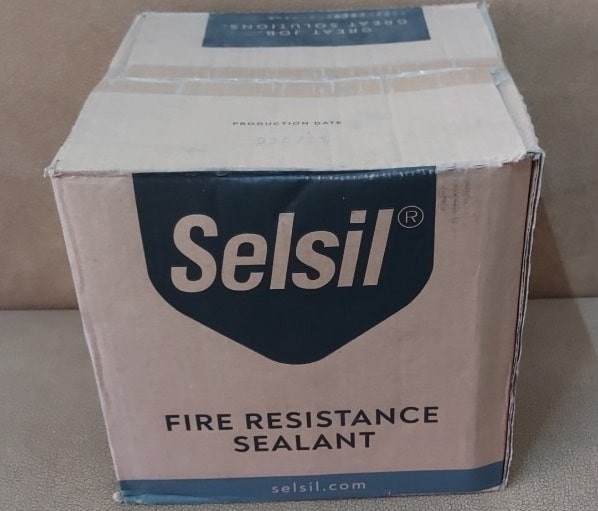 GREAT JOB,
GREAT SOLUTIONS.
PRODUCTION DATE
Selsil®
FIRE RESISTANCE
SEALANT
selsil.com